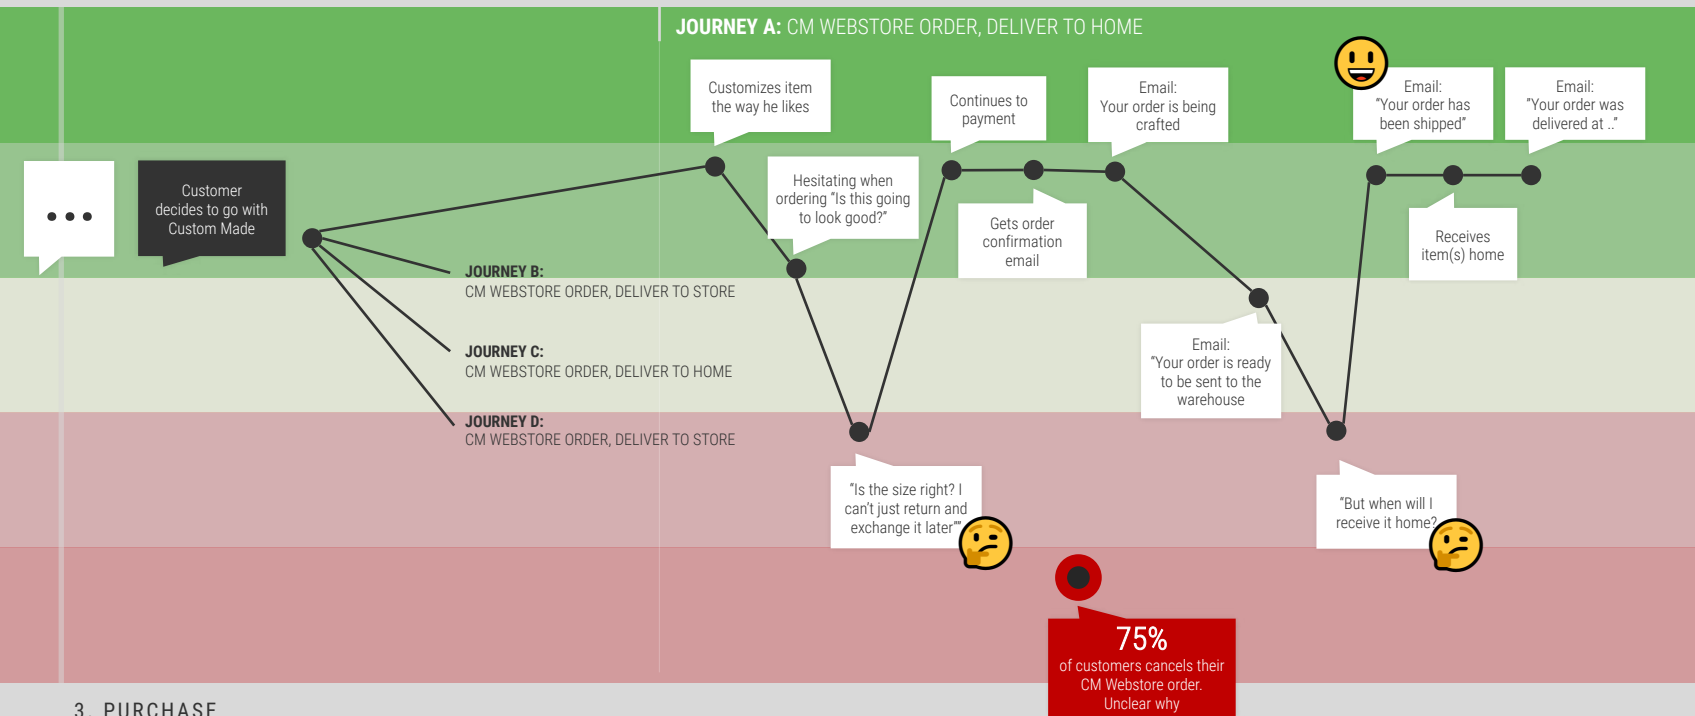 JOURNEY A: CM WEBSTORE ORDER, DELIVER TO HOME
Customizes item
the way he likes
Continues to
payment
Email:
Your order is being
crafted
Email:
"Your order has
been shipped"
Email:
"Your order was
delivered at .."
...
Customer
decides to go with
Custom Made
Hesitating when
ordering "Is this going
to look good?"
Gets order
confirmation
email
Receives
item(s) home
JOURNEY B:
CM WEBSTORE ORDER, DELIVER TO STORE
JOURNEY C:
CM WEBSTORE ORDER, DELIVER TO HOME
JOURNEY D:
CM WEBSTORE ORDER, DELIVER TO STORE
Email:
"Your order is ready
to be sent to the
warehouse
"Is the size right? I
can't just return and
exchange it later""
"But when will I
receive it home?
75%
of customers cancels their
CM Webstore order.
Unclear why
3. PURCHASE